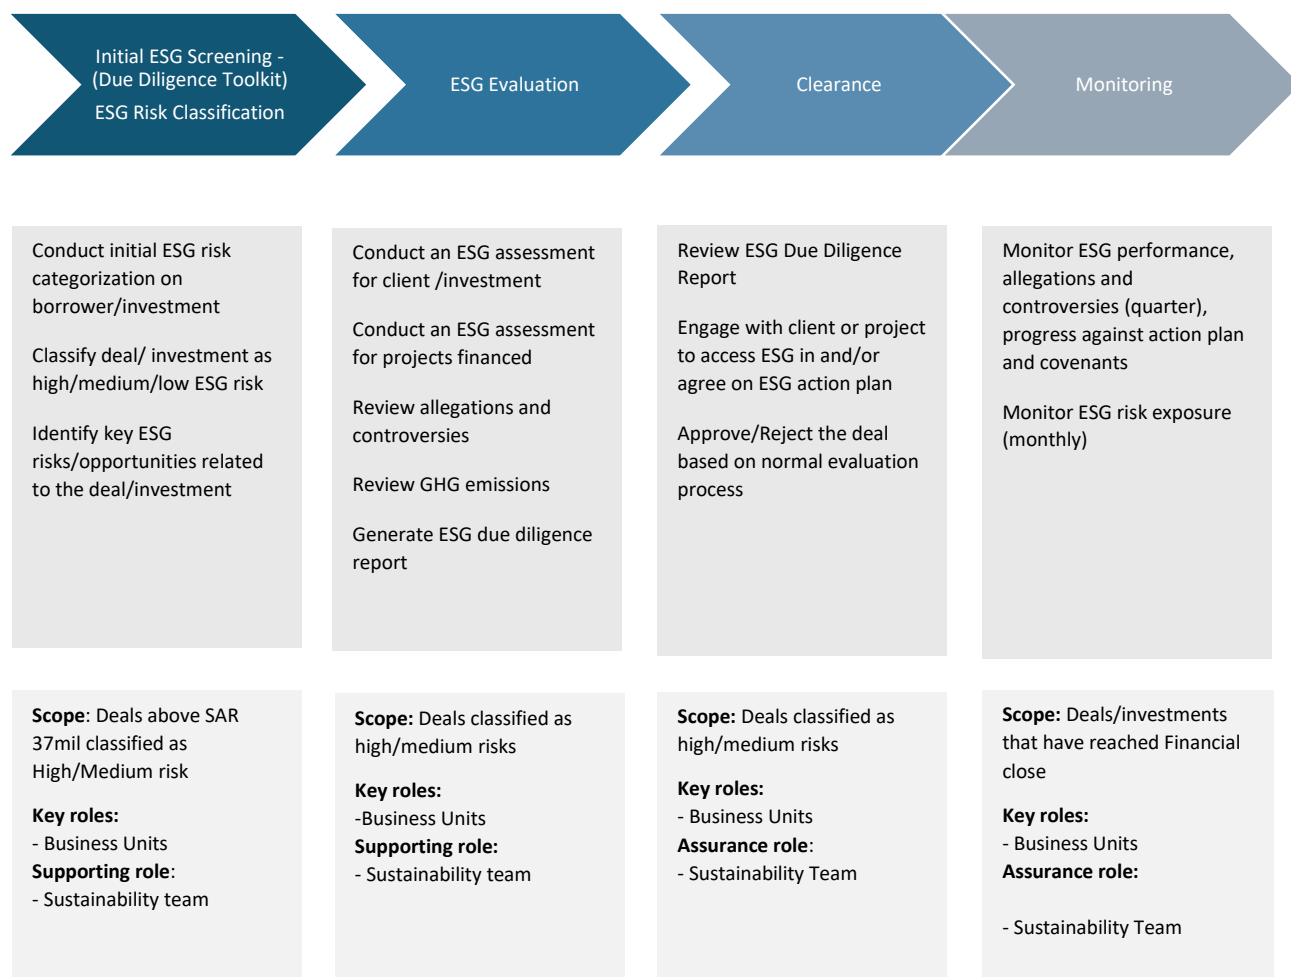 Initial ESG Screening -
(Due Diligence Toolkit)
ESG Risk Classification
ESG Evaluation
Clearance
Monitoring
Conduct initial ESG risk
categorization on
borrower/investment
Classify deal/ investment as
high/medium/low ESG risk
Identify key ESG
risks/opportunities related
to the deal/investment
Conduct an ESG assessment
for client /investment
Conduct an ESG assessment
for projects financed
Review allegations and
controversies
Review GHG emissions
Generate ESG due diligence
report
Review ESG Due Diligence
Report
Engage with client or project
to access ESG in and/or
agree on ESG action plan
Approve/Reject the deal
based on normal evaluation
process
Monitor ESG performance,
allegations and
controversies (quarter),
progress against action plan
and covenants
Monitor ESG risk exposure
(monthly)
Scope: Deals above SAR
37mil classified as
High/Medium risk
Key roles:
- Business Units
Supporting role:
- Sustainability team
Scope: Deals classified as
high/medium risks
Key roles:
-Business Units
Supporting role:
- Sustainability team
Scope: Deals classified as
high/medium risks
Key roles:
- Business Units
Assurance role:
- Sustainability Team
Scope: Deals/investments
that have reached Financial
close
Key roles:
- Business Units
Assurance role:
- Sustainability Team